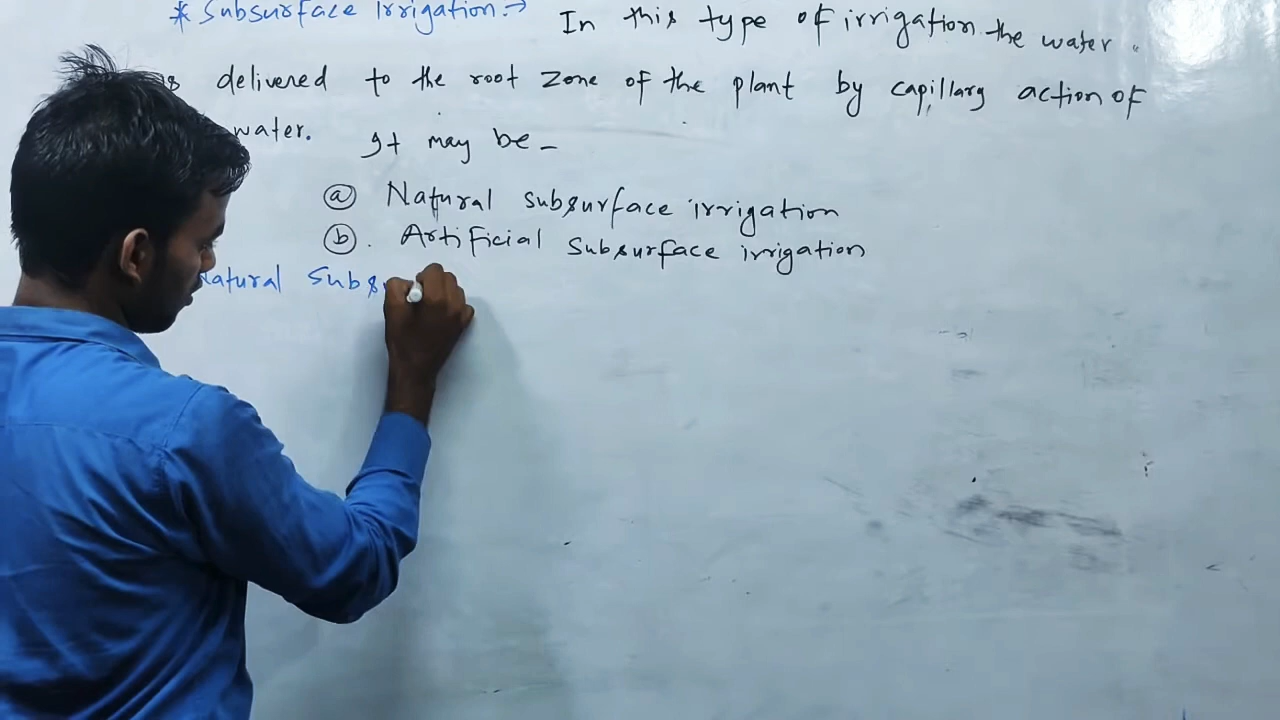 * Subsurface Irrigation.→ In this type of irrigation the water
delivered to the root zone of the plant by capillary action of
water. It may be -
(a) Natural subsurface irrigation
(b). Artificial subsurface irrigation
Natural Subs